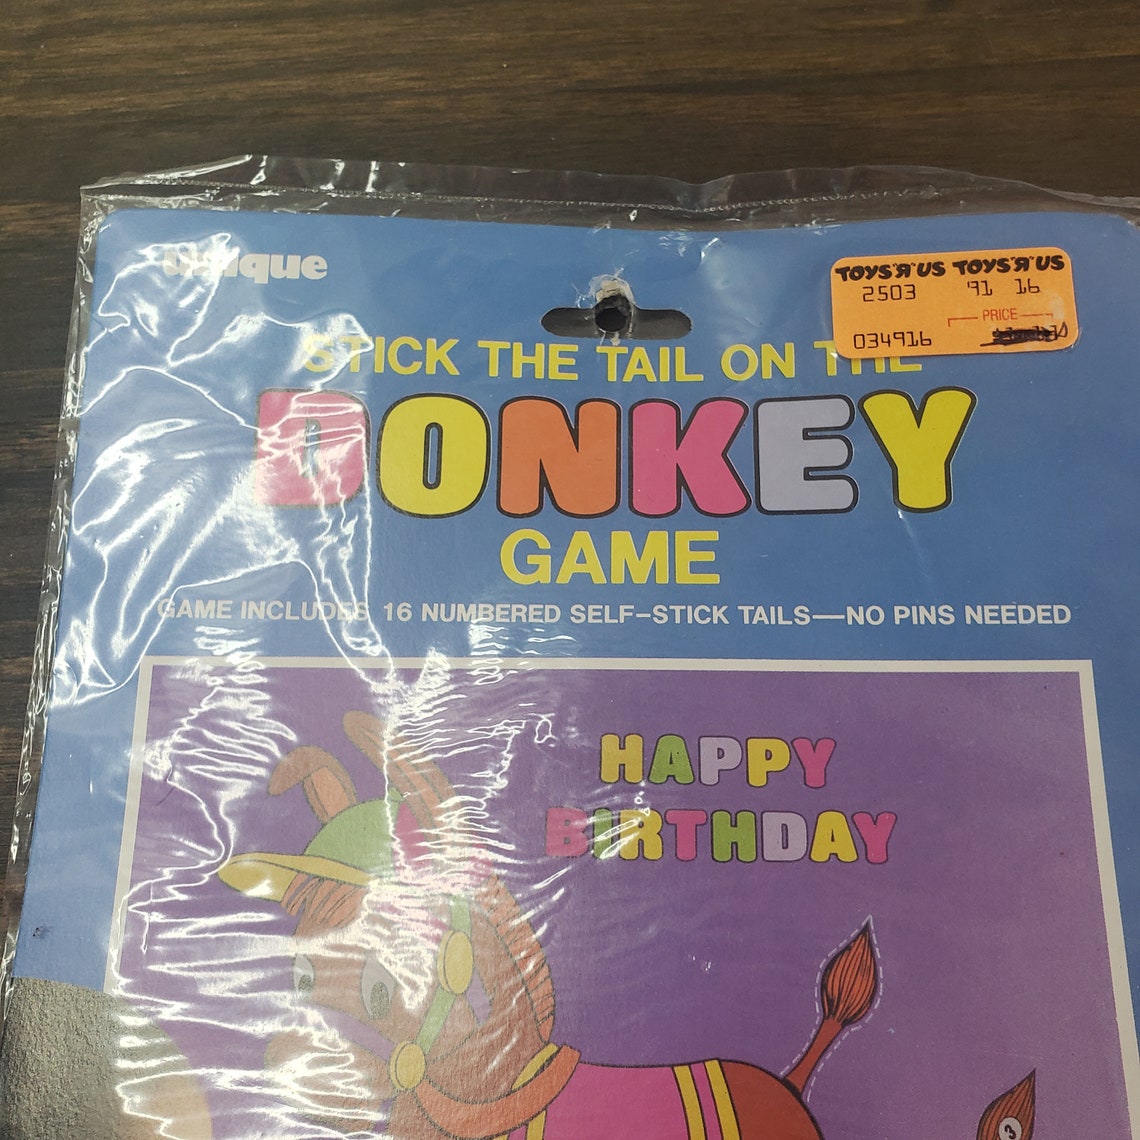 unique
TOYS "R" US TOYS "R" US
2503 '91 16
PRICE
034916
STICK THE TAIL ON THE
DONKEY
GAME
GAME INCLUDES 16 NUMBERED SELF-STICK TAILS—NO PINS NEEDED
HAPPY
BIRTHDAY
3